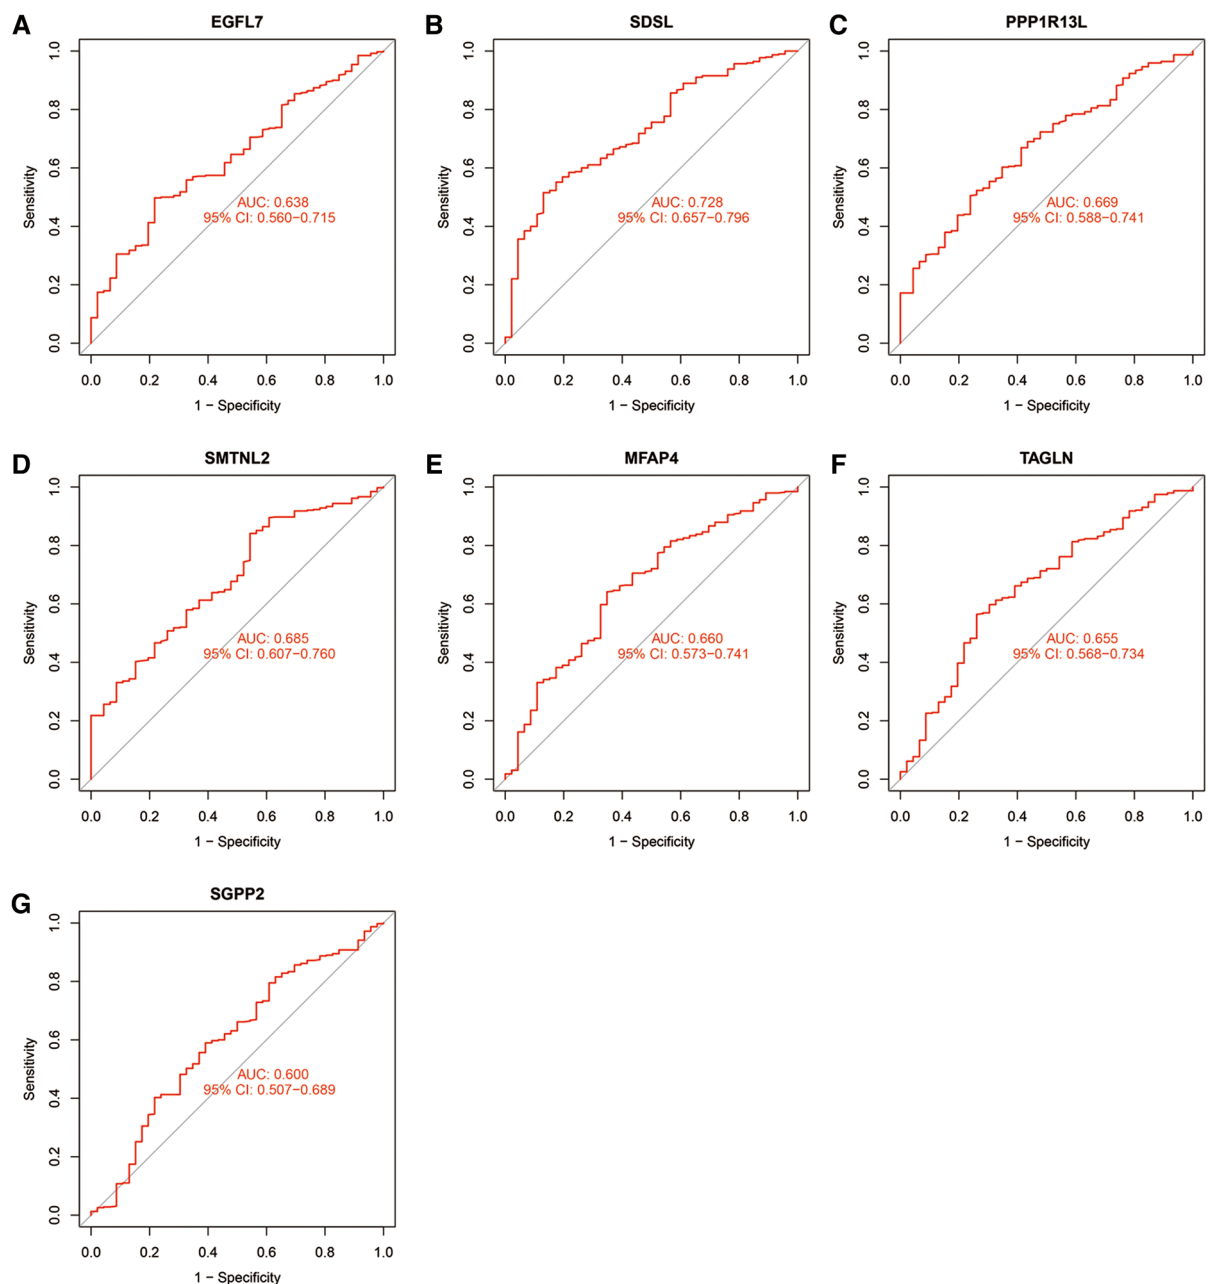 A
EGFL7
Sensitivity
1.0
0.8
0.6
0.4
0.2
0.0
AUC: 0.638
95% CI: 0.560−0.715
0.0 0.2 0.4 0.6 0.8 1.0
1 − Specificity
B
SDSL
Sensitivity
1.0
0.8
0.6
0.4
0.2
0.0
AUC: 0.728
95% CI: 0.657−0.796
0.0 0.2 0.4 0.6 0.8 1.0
1 − Specificity
C
PPP1R13L
Sensitivity
1.0
0.8
0.6
0.4
0.2
0.0
AUC: 0.669
95% CI: 0.588−0.741
0.0 0.2 0.4 0.6 0.8 1.0
1 − Specificity
D
SMTNL2
Sensitivity
1.0
0.8
0.6
0.4
0.2
0.0
AUC: 0.685
95% CI: 0.607−0.760
0.0 0.2 0.4 0.6 0.8 1.0
1 − Specificity
E
MFAP4
Sensitivity
1.0
0.8
0.6
0.4
0.2
0.0
AUC: 0.660
95% CI: 0.573−0.741
0.0 0.2 0.4 0.6 0.8 1.0
1 − Specificity
F
TAGLN
Sensitivity
1.0
0.8
0.6
0.4
0.2
0.0
AUC: 0.655
95% CI: 0.568−0.734
0.0 0.2 0.4 0.6 0.8 1.0
1 − Specificity
G
SGPP2
Sensitivity
1.0
0.8
0.6
0.4
0.2
0.0
AUC: 0.600
95% CI: 0.507−0.689
0.0 0.2 0.4 0.6 0.8 1.0
1 − Specificity